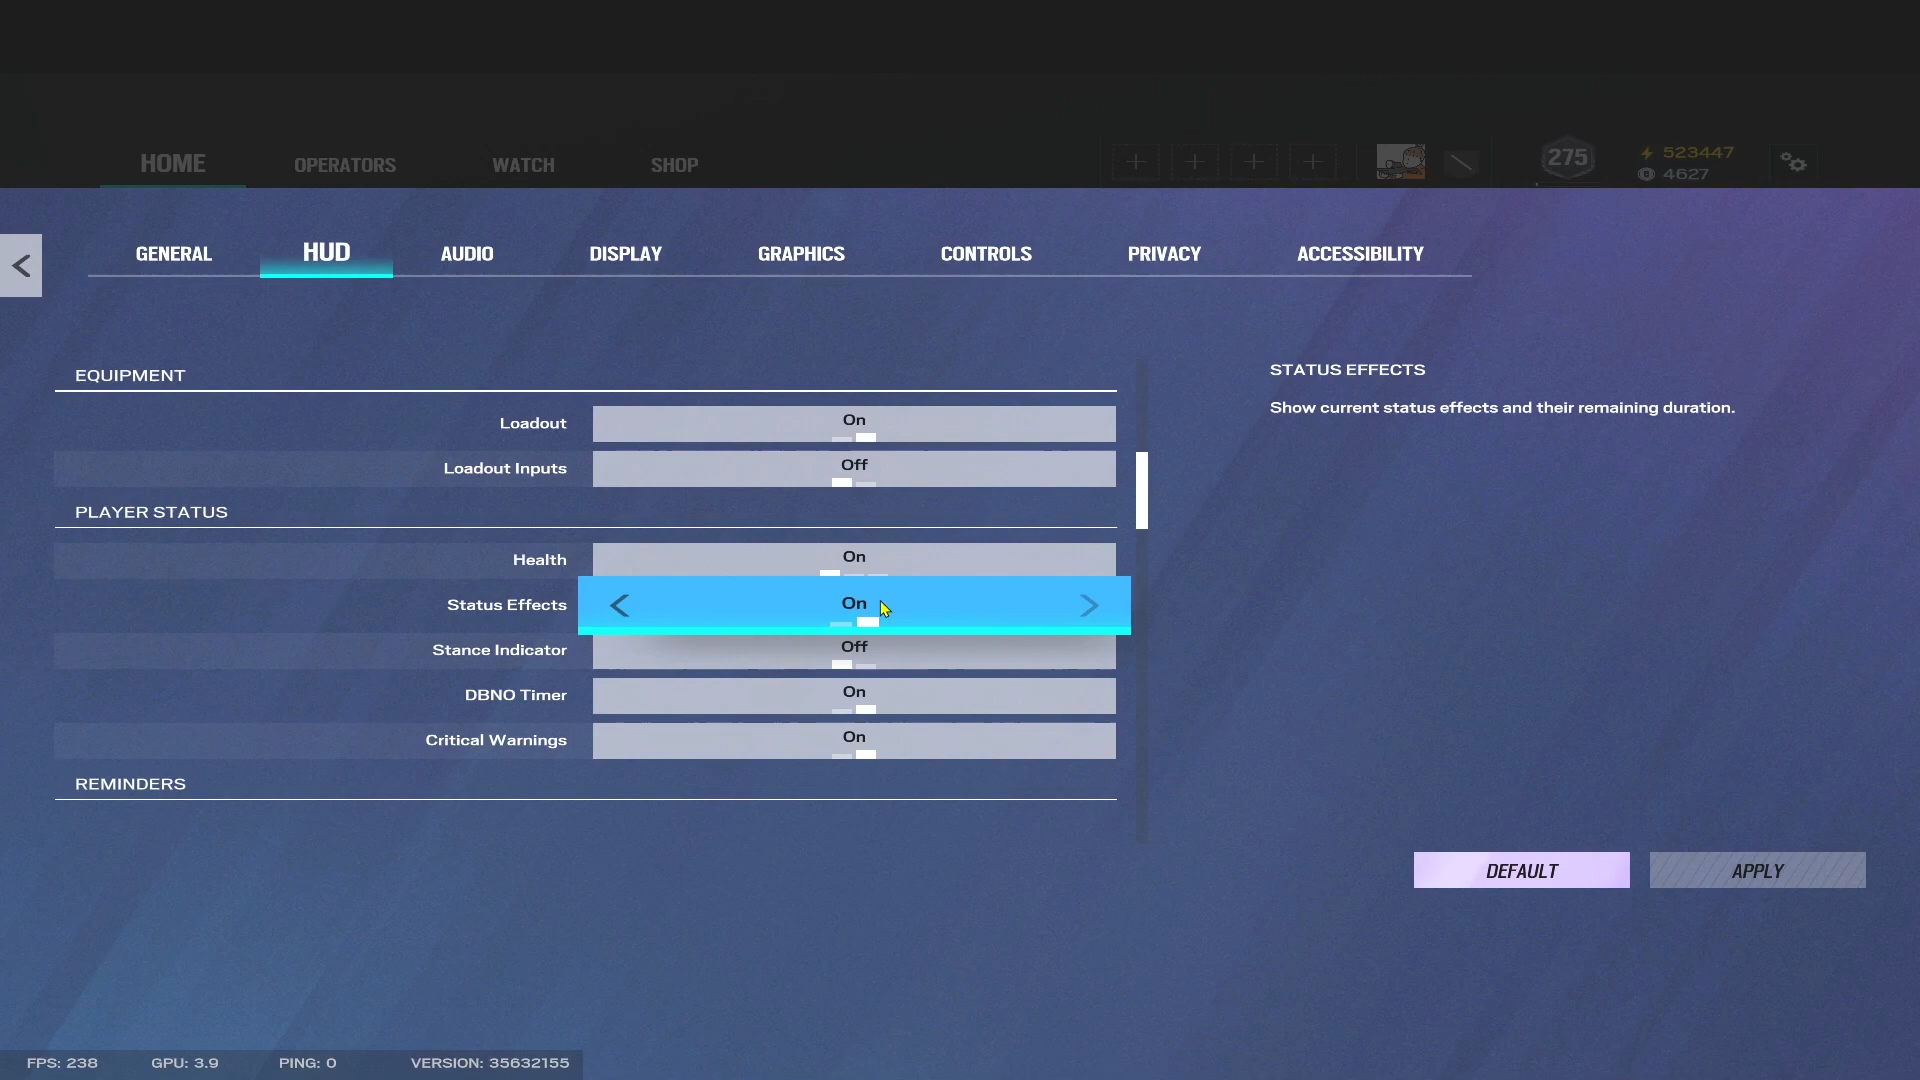 HOME OPERATORS WATCH SHOP
275
523447
4627
GENERAL HUD AUDIO DISPLAY GRAPHICS CONTROLS PRIVACY ACCESSIBILITY
EQUIPMENT
Loadout On
Loadout Inputs Off
PLAYER STATUS
Health On
Status Effects On
Stance Indicator Off
DBNO Timer On
Critical Warnings On
REMINDERS
STATUS EFFECTS
Show current status effects and their remaining duration.
DEFAULT APPLY
FPS: 238 GPU: 3.9 PING: 0 VERSION: 35632155